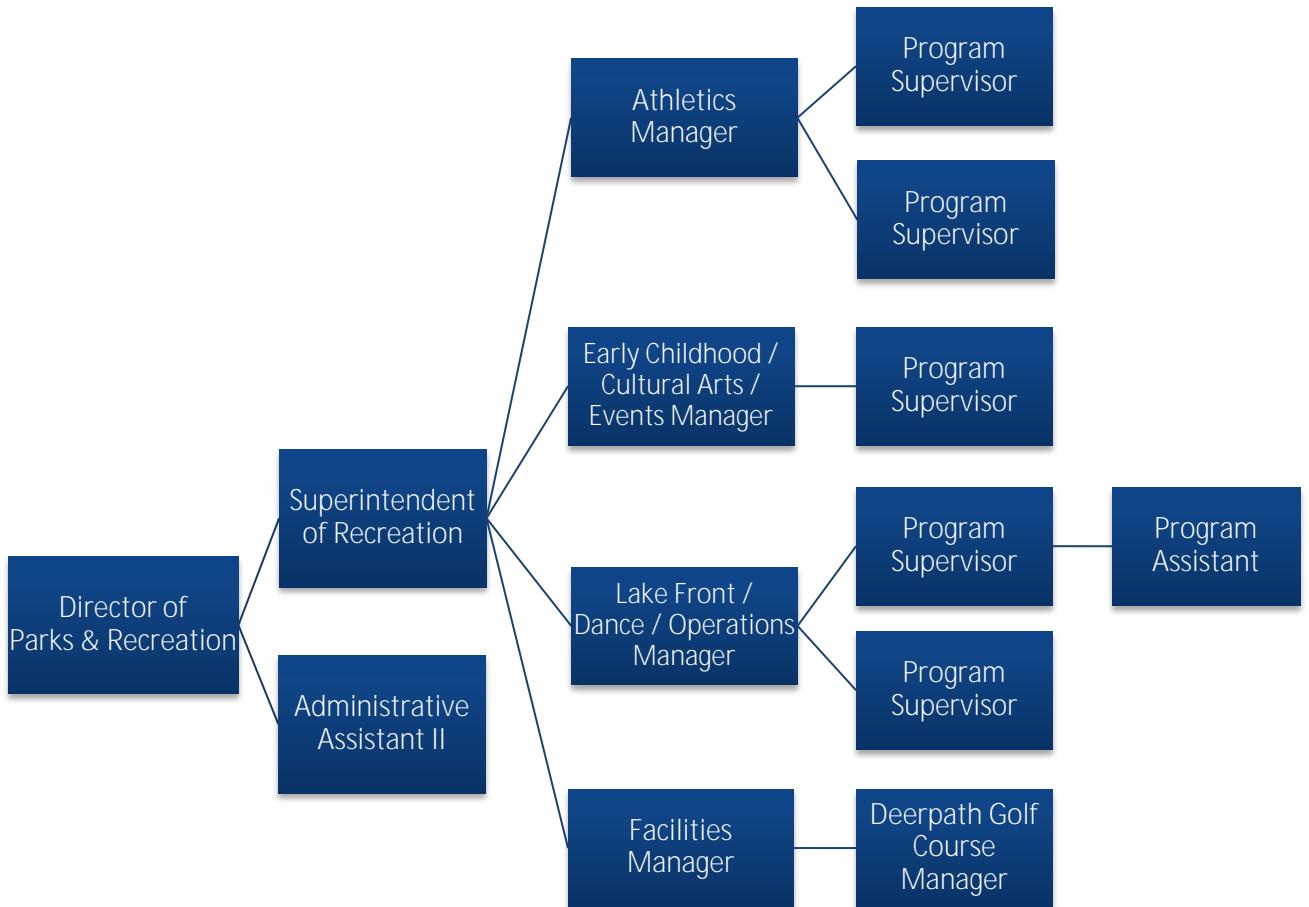 Director of
Parks & Recreation
Superintendent
of Recreation
Administrative
Assistant II
Athletics
Manager
Program
Supervisor
Program
Supervisor
Early Childhood /
Cultural Arts /
Events Manager
Program
Supervisor
Lake Front /
Dance / Operations
Manager
Program
Supervisor
Program
Assistant
Program
Supervisor
Facilities
Manager
Deerpath Golf
Course
Manager